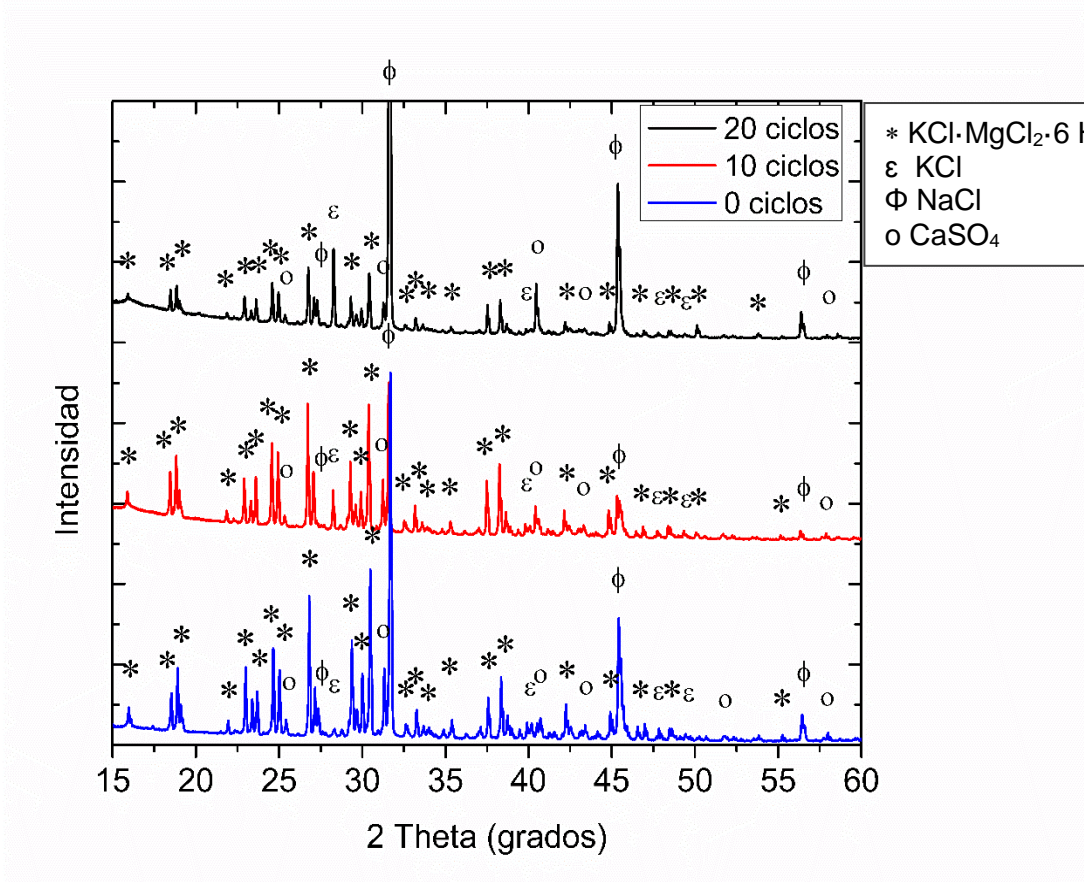 20 ciclos
10 ciclos
0 ciclos
* KCl·MgCl₂·6 H
ε KCl
Φ NaCl
o CaSO₄
Intensidad
15 20 25 30 35 40 45 50 55 60
2 Theta (grados)